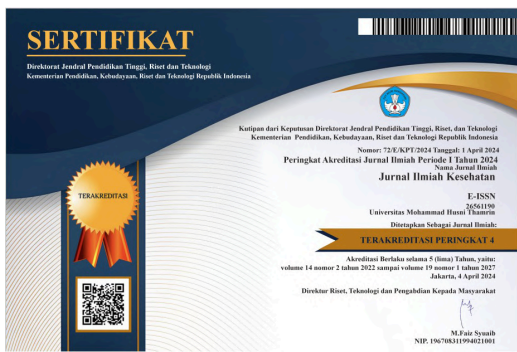 SERTIFIKAT
Direktorat Jendral Pendidikan Tinggi, Riset dan Teknologi
Kementerian Pendidikan, Kebudayaan, Riset dan Teknologi Republik Indonesia
Kutipan dari Keputusan Direktorat Jendral Pendidikan Tinggi, Riset, dan Teknologi
Kementerian Pendidikan, Kebudayaan, Riset dan Teknologi Republik Indonesia
Nomor: 72/E/KPT/2024 Tanggal: 1 April 2024
Peringkat Akreditasi Jurnal Ilmiah Periode I Tahun 2024
Nama Jurnal Ilmiah
Jurnal Ilmiah Kesehatan
E-ISSN
26561190
Universitas Mohammad Husni Thamrin
Ditetapkan Sebagai Jurnal Ilmiah:
TERAKREDITASI
TERAKREDITASI PERINGKAT 4
Akreditasi Berlaku selama 5 (lima) Tahun, yaitu:
volume 14 nomor 2 tahun 2022 sampai volume 19 nomor 1 tahun 2027
Jakarta, 4 April 2024
Direktur Riset, Teknologi dan Pengabdian Kepada Masyarakat
M.Faiz Syuaib
NIP. 196708311994021001